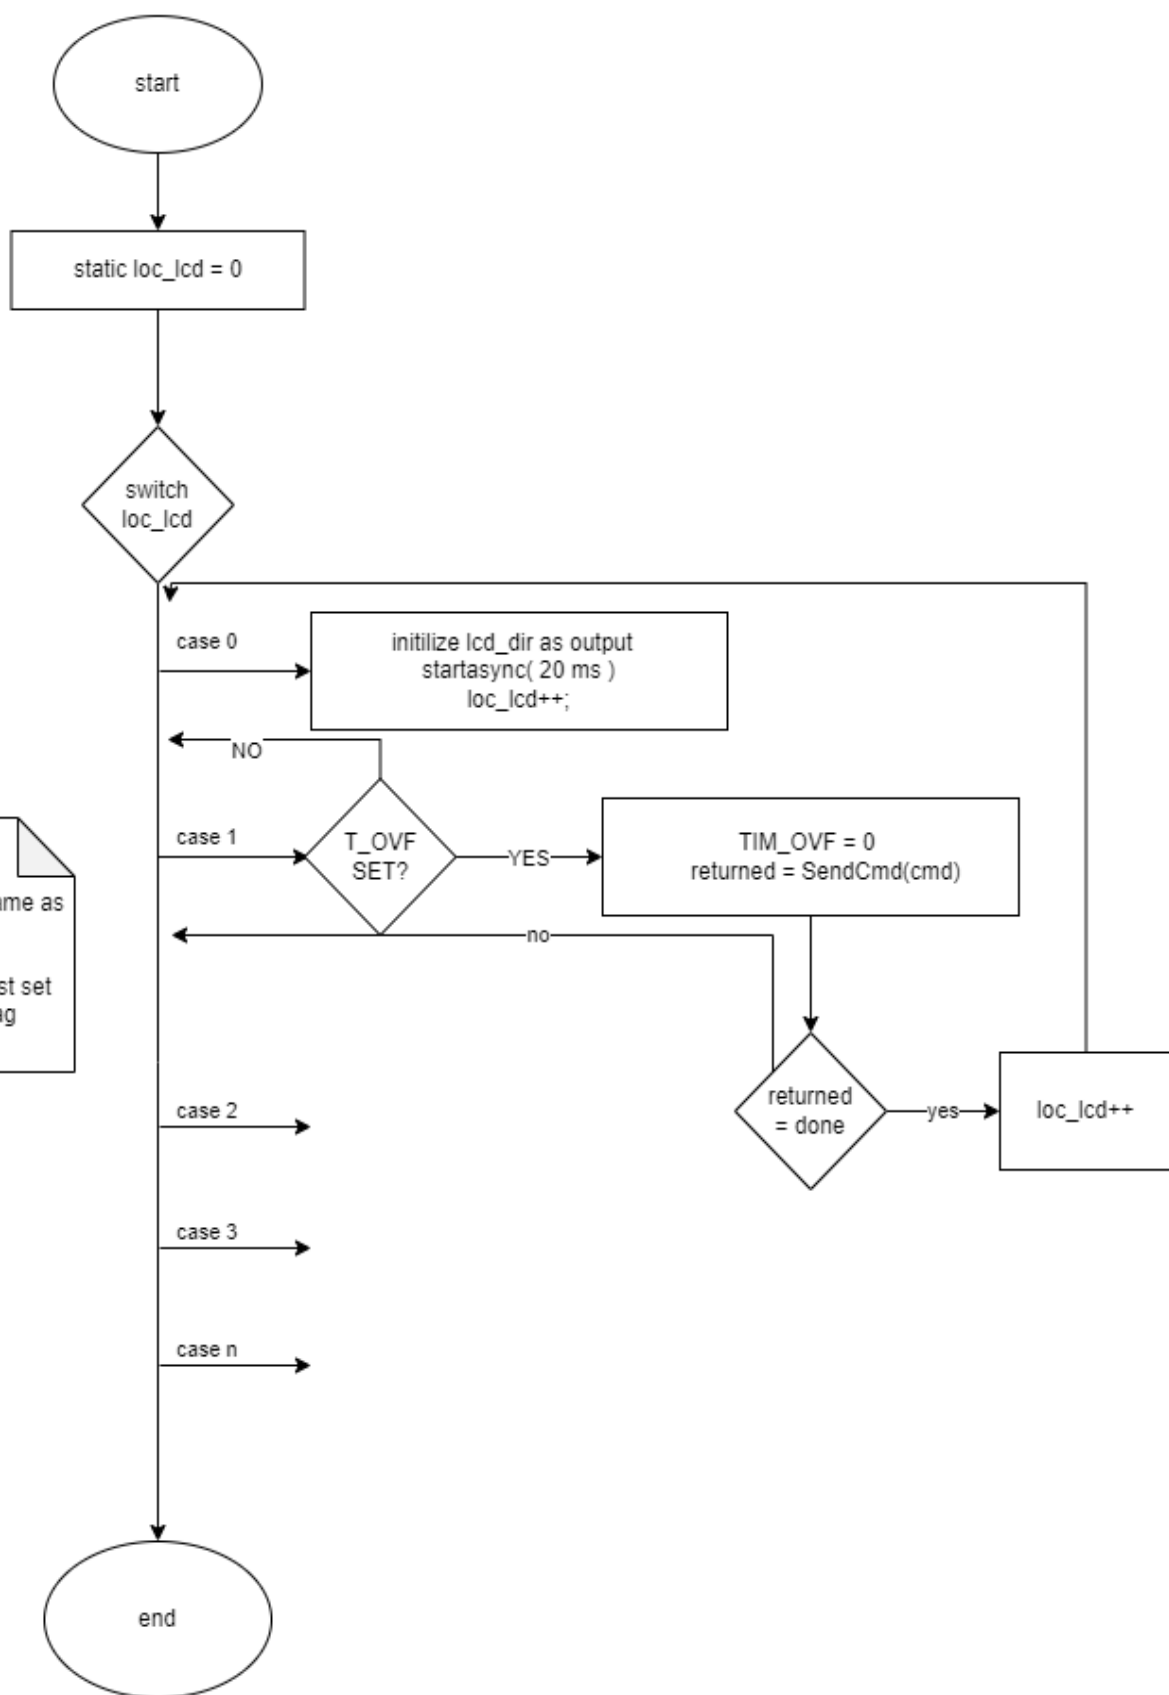 start
static loc_lcd = 0
switch
loc_lcd
case 0
initilize lcd_dir as output
startasync( 20 ms )
loc_lcd++;
NO
case 1
T_OVF
SET?
YES
TIM_OVF = 0
returned = SendCmd(cmd)
as
no
set
returned
= done
yes
loc_lcd++
case 2
case 3
case n
end